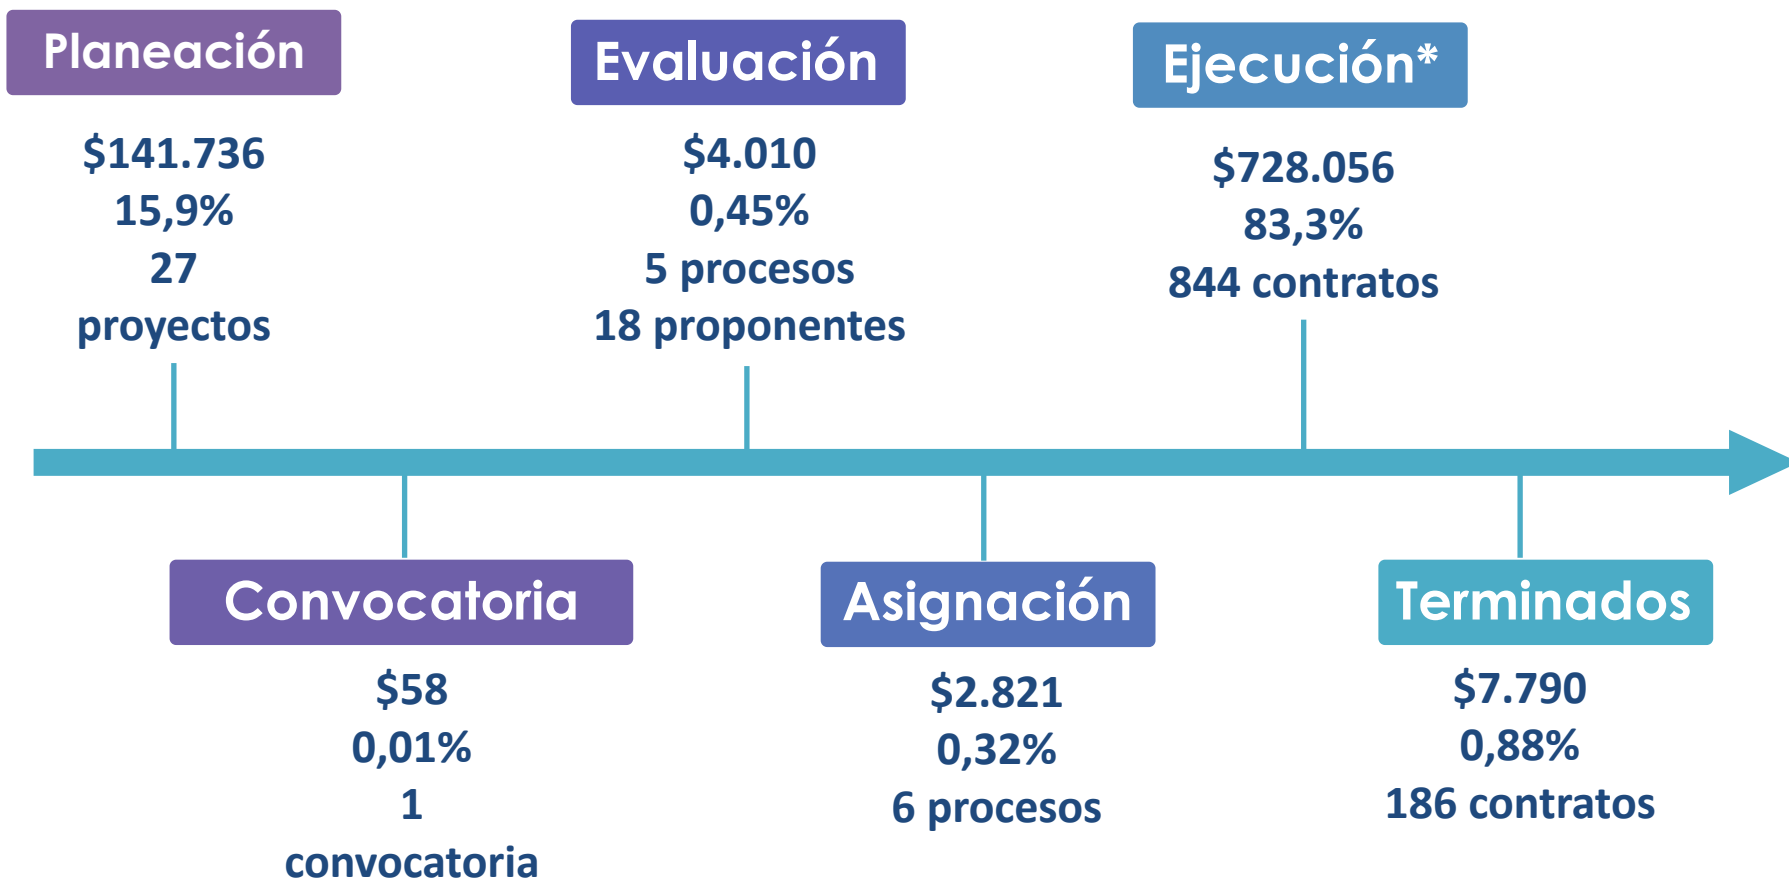 Planeación
$141.736
15,9%
27
proyectos
Evaluación
$4.010
0,45%
5 procesos
18 proponentes
Ejecución*
$728.056
83,3%
844 contratos
Convocatoria
$58
0,01%
1
convocatoria
Asignación
$2.821
0,32%
6 procesos
Terminados
$7.790
0,88%
186 contratos